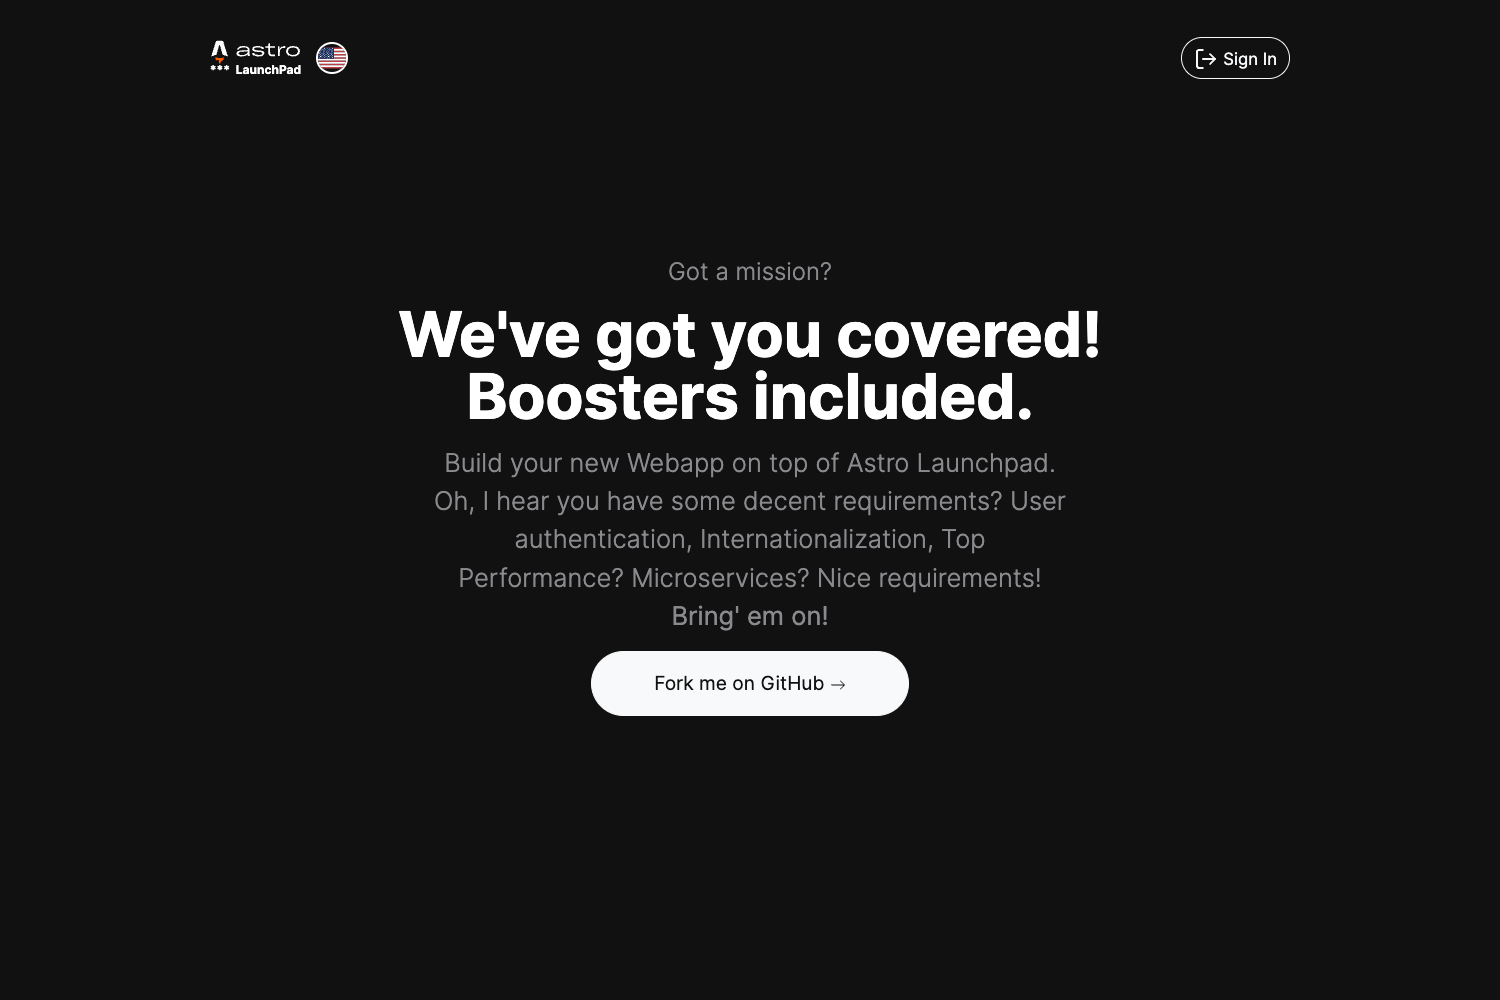 astro
LaunchPad
Sign In
Got a mission?
We've got you covered!
Boosters included.
Build your new Webapp on top of Astro Launchpad.
Oh, I hear you have some decent requirements? User
authentication, Internationalization, Top
Performance? Microservices? Nice requirements!
Bring' em on!
Fork me on GitHub →